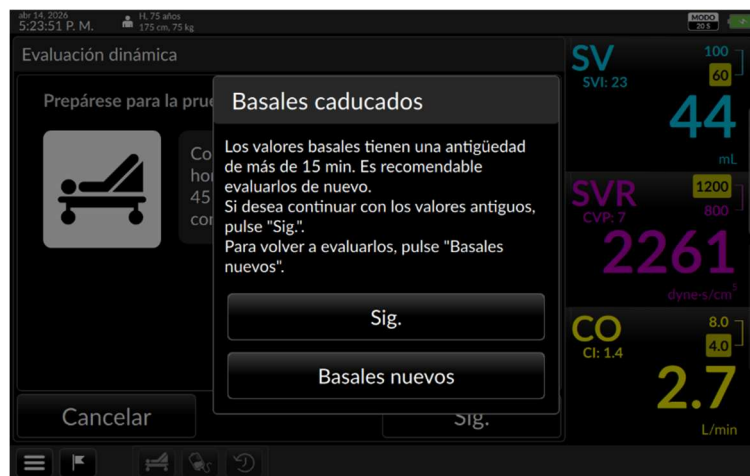 abr 14, 2026
5:23:51 P. M.
H, 75 años
175 cm, 75 kg
MODO
20 S
Evaluación dinámica
Prepárese para la
Co
45
Basales caducados
Los valores basales tienen una antigüedad
de más de 15 min. Es recomendable
evaluarlos de nuevo.
Si desea continuar con los valores antiguos,
pulse "Sig.".
Para volver a evaluarlos, pulse "Basales
nuevos".
Sig.
Basales nuevos
Cancelar
Sig.
SV
SVI: 23
100
60
44
mL
SVR
CVP: 7
1200
800
2261
dyne-s/cm⁵
CO
CI: 1.4
8.0
4.0
2.7
L/min